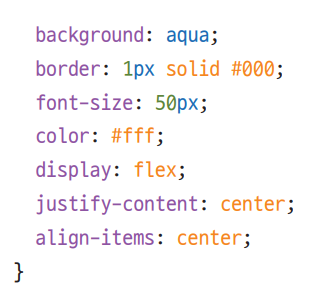 background: aqua;
border: 1px solid #000;
font-size: 50px;
color: #fff;
display: flex;
justify-content: center;
align-items: center;
}